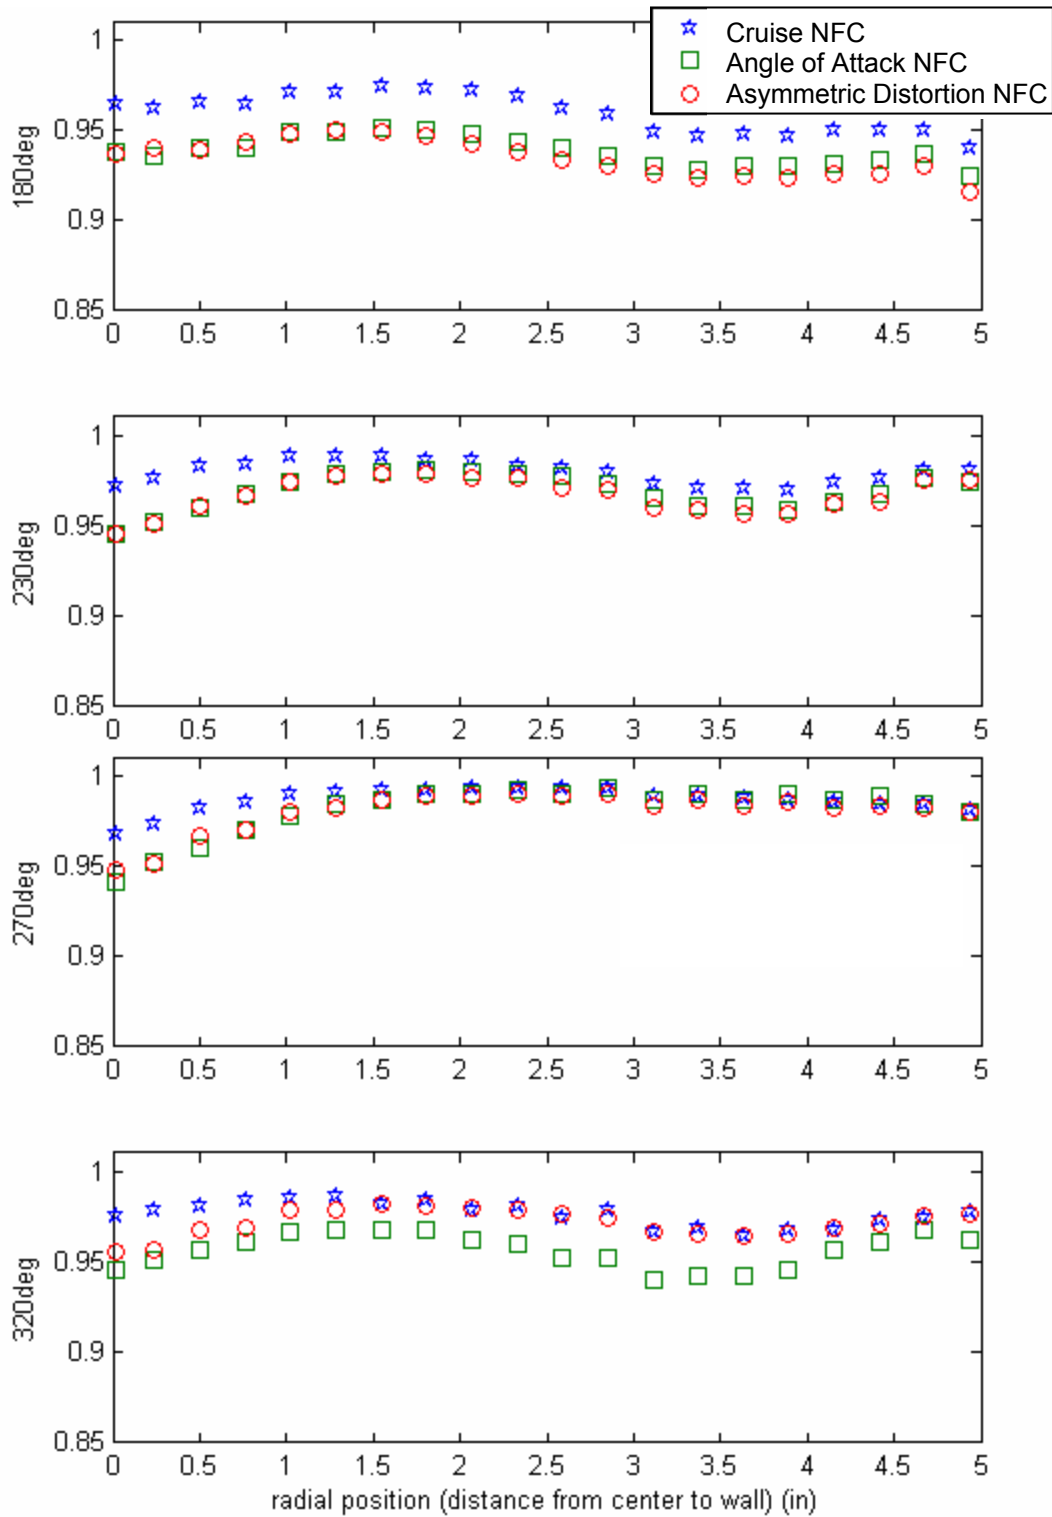 Cruise NFC
Angle of Attack NFC
Asymmetric Distortion NFC
1
0.95
0.9
0.85
180deg
0 0.5 1 1.5 2 2.5 3 3.5 4 4.5 5
1
0.95
0.9
0.85
230deg
0 0.5 1 1.5 2 2.5 3 3.5 4 4.5 5
1
0.95
0.9
0.85
270deg
0 0.5 1 1.5 2 2.5 3 3.5 4 4.5 5
1
0.95
0.9
0.85
320deg
0 0.5 1 1.5 2 2.5 3 3.5 4 4.5 5
radial position (distance from center to wall) (in)